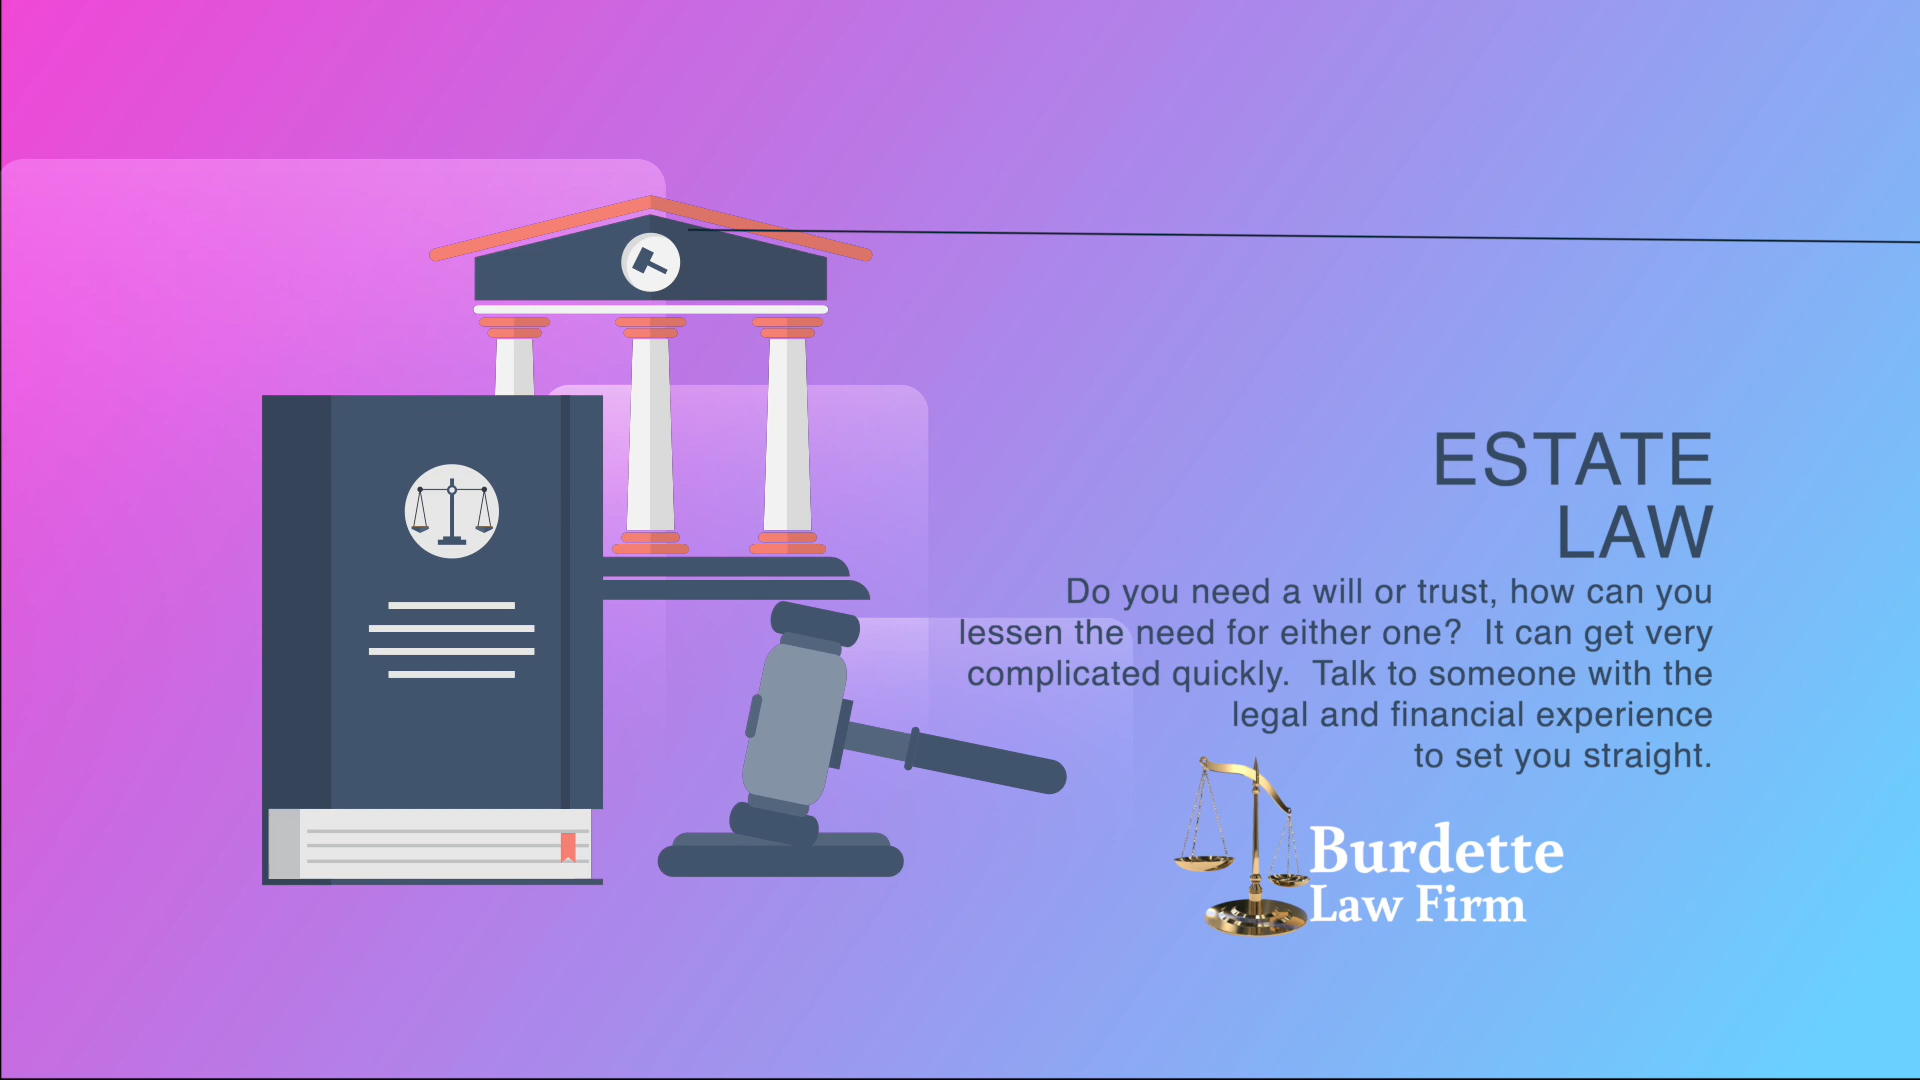 ESTATE
LAW
Do you need a will or trust, how can you
lessen the need for either one?  It can get very
complicated quickly.  Talk to someone with the
legal and financial experience
to set you straight.
Burdette
Law Firm